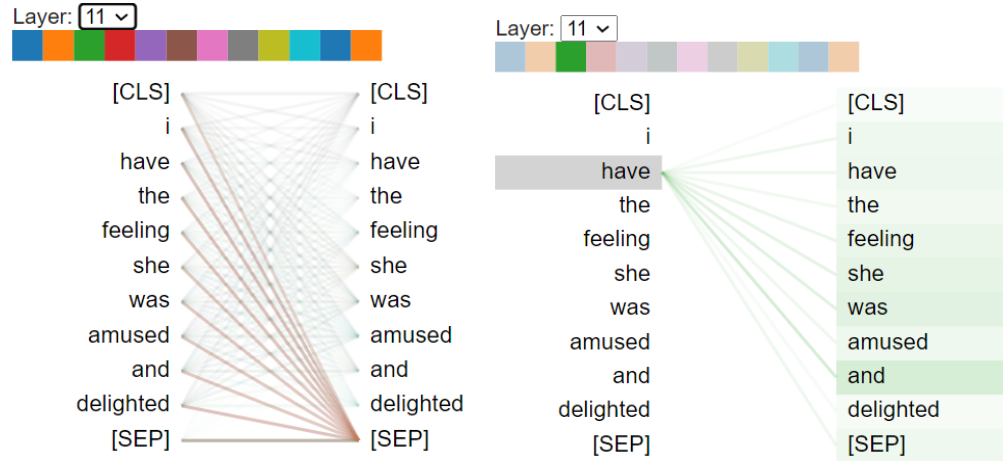 Layer: 11
[CLS] [CLS]
i i
have have
the the
feeling feeling
she she
was was
amused amused
and and
delighted delighted
[SEP] [SEP]
Layer: 11
[CLS] [CLS]
i i
have have
the the
feeling feeling
she she
was was
amused amused
and and
delighted delighted
[SEP] [SEP]